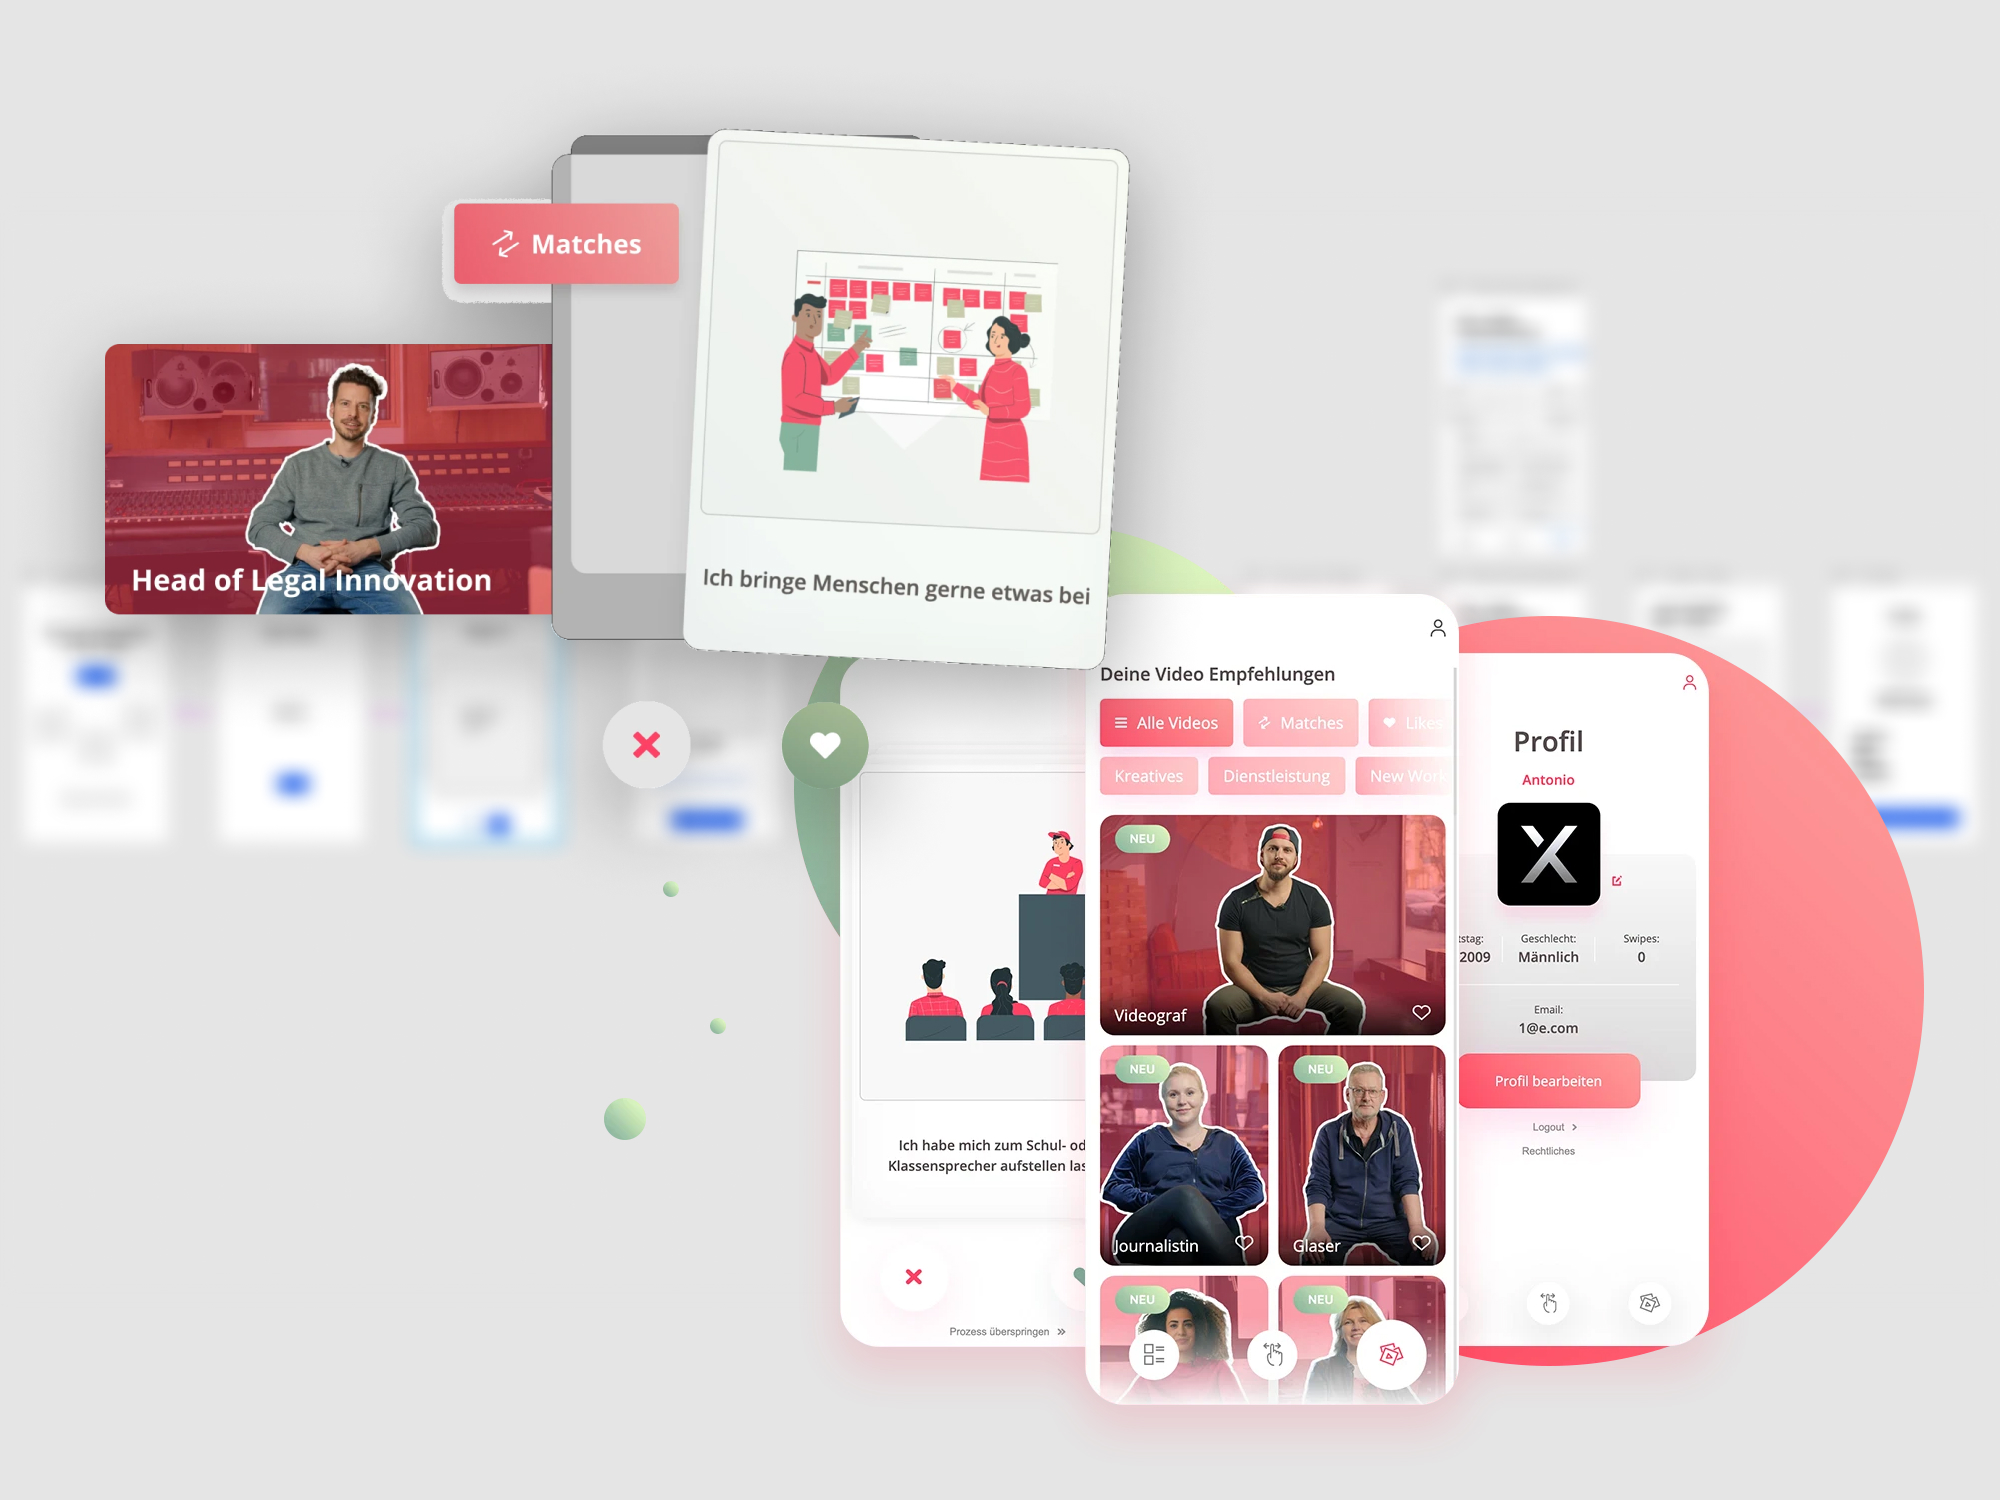 Matches
Head of Legal Innovation
Ich bringe Menschen gerne etwas bei
Deine Video Empfehlungen
Alle Videos
Matches
Likes
Kreatives
Dienstleistung
New Work
NEU
Videograf
NEU
Journalistin
NEU
Glaser
NEU
NEU
Ich habe mich zum Schul- od
Klassensprecher aufstellen las
Prozess überspringen »
Profil
Antonio
X
tstag:
2009
Geschlecht:
Männlich
Swipes:
0
Email:
1@e.com
Profil bearbeiten
Logout >
Rechtliches